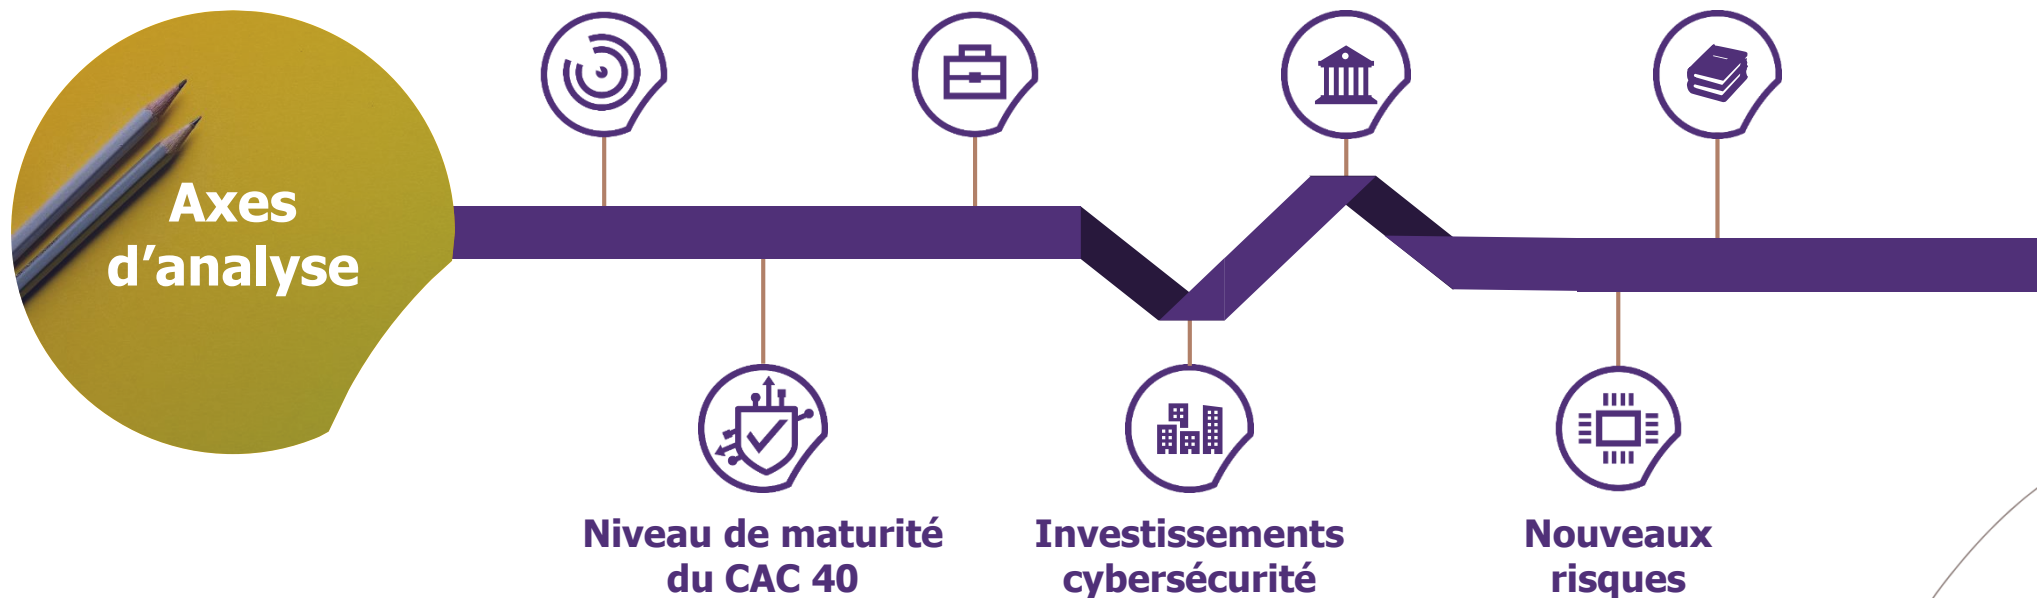 Axes
d’analyse
Niveau de maturité
du CAC 40
Investissements
cybersécurité
Nouveaux
risques